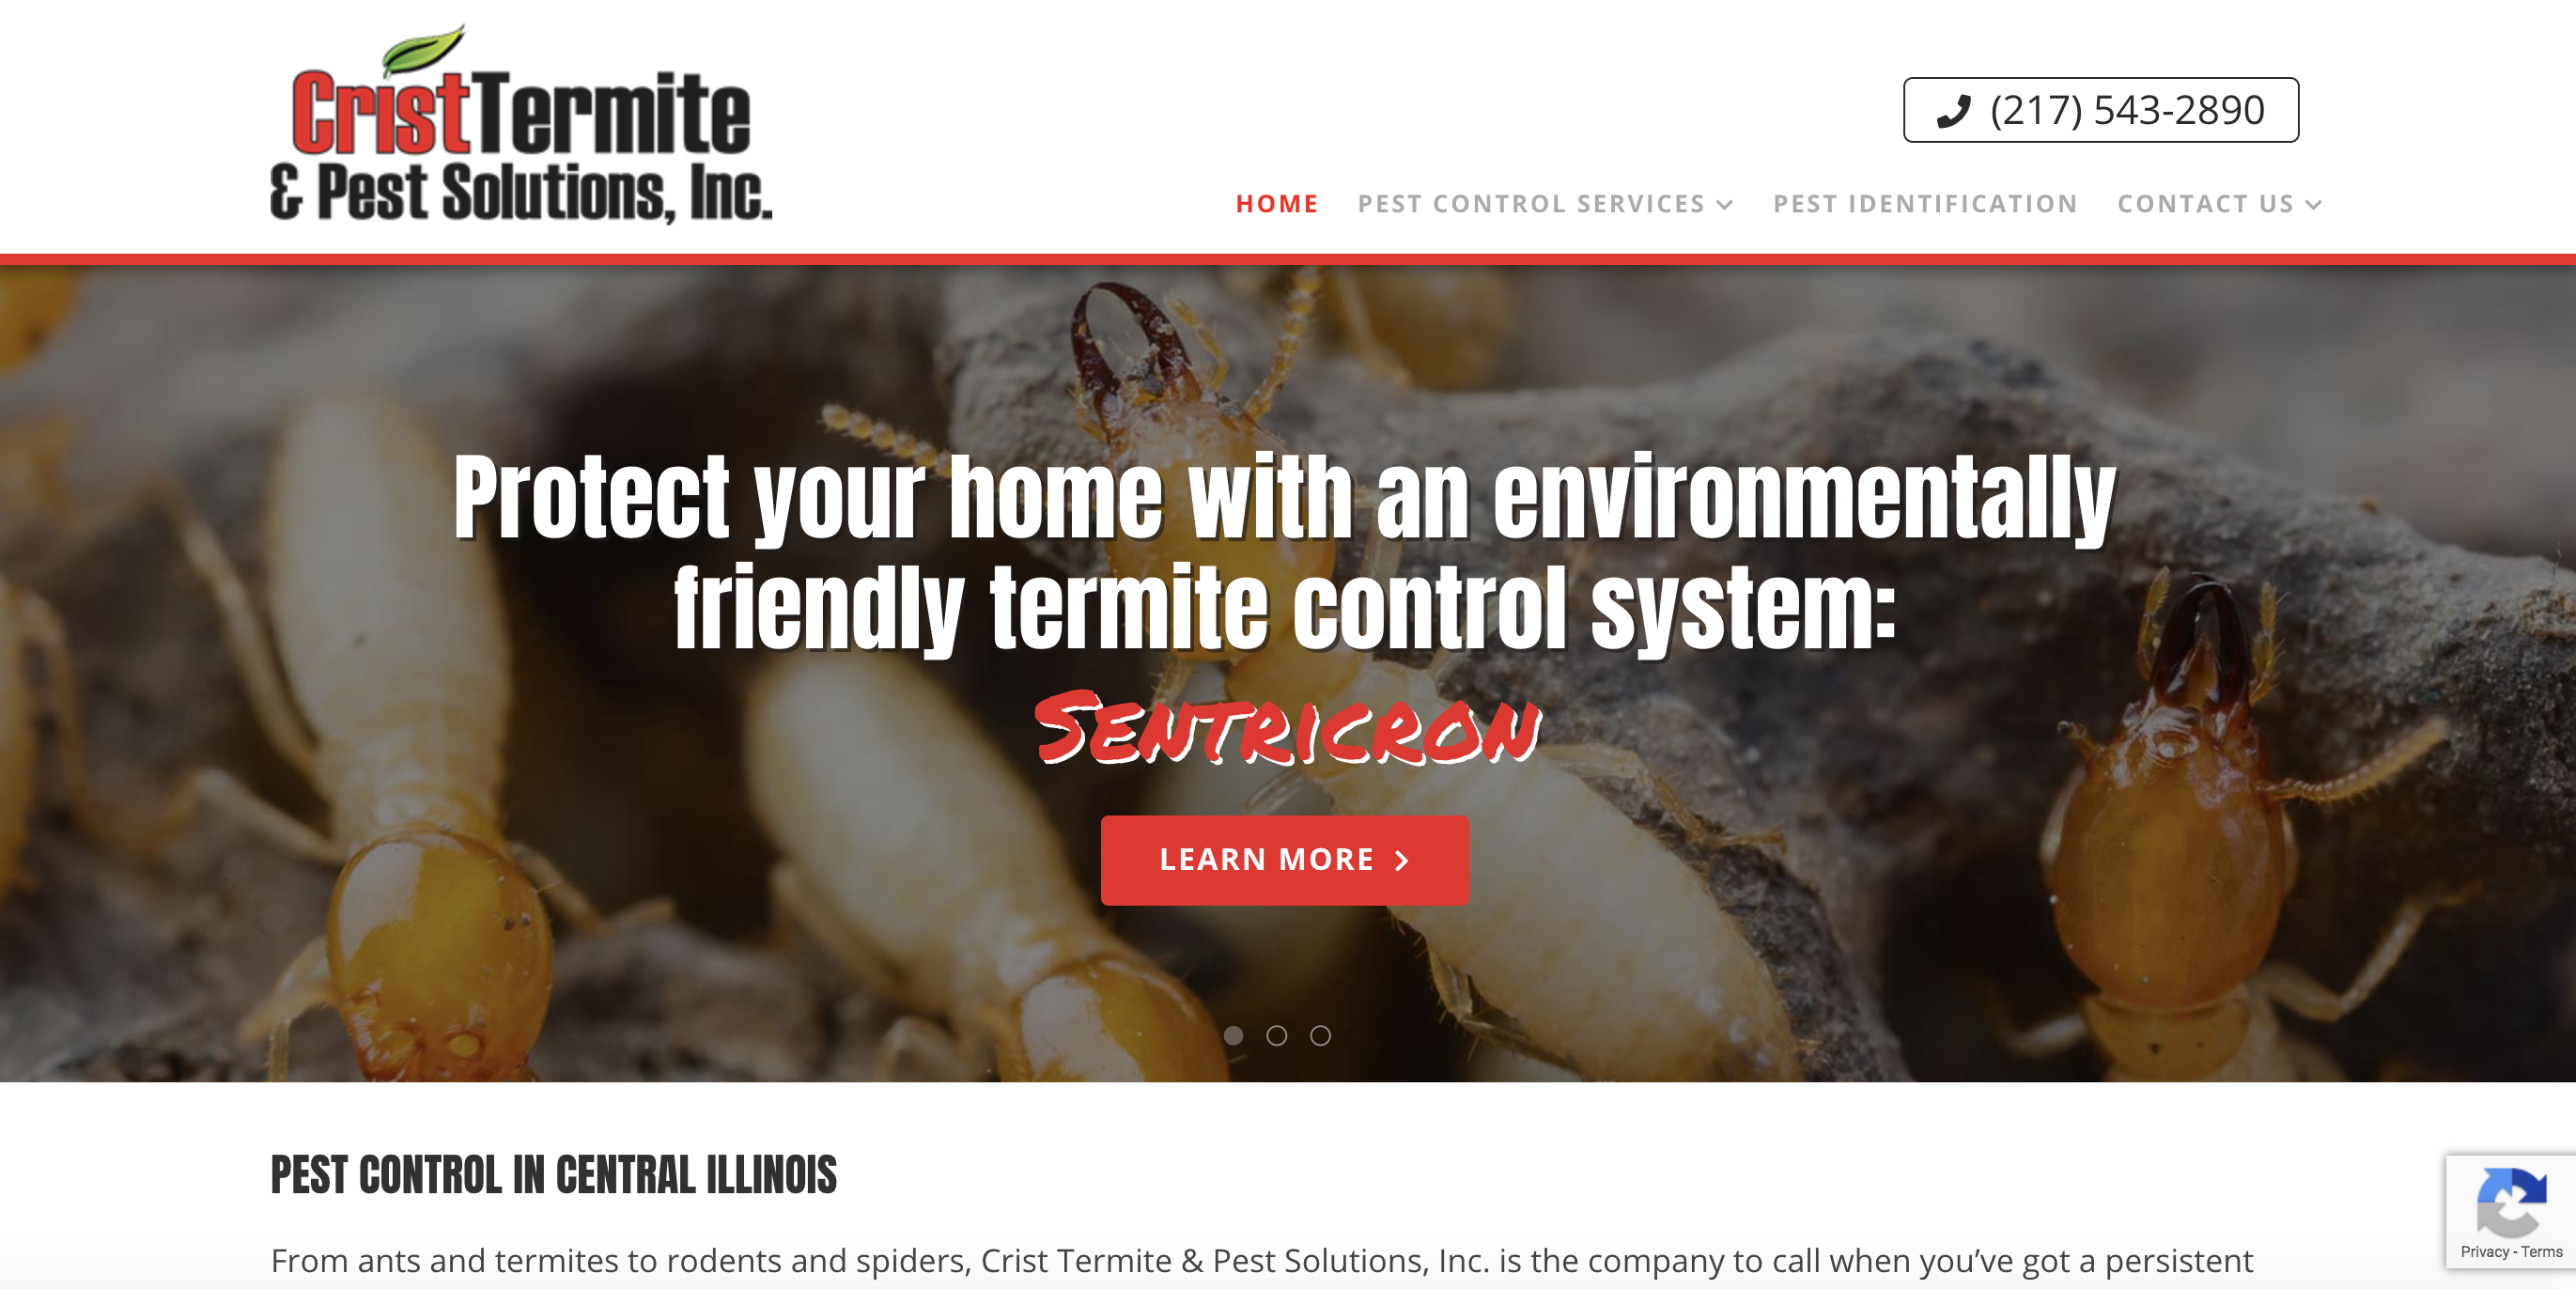 CristTermite
& Pest Solutions, Inc.
(217) 543-2890
HOME PEST CONTROL SERVICES PEST IDENTIFICATION CONTACT US
Protect your home with an environmentally
friendly termite control system:
SENTRICRON
LEARN MORE
PEST CONTROL IN CENTRAL ILLINOIS
From ants and termites to rodents and spiders, Crist Termite & Pest Solutions, Inc. is the company to call when you’ve got a persistent
Privacy - Terms